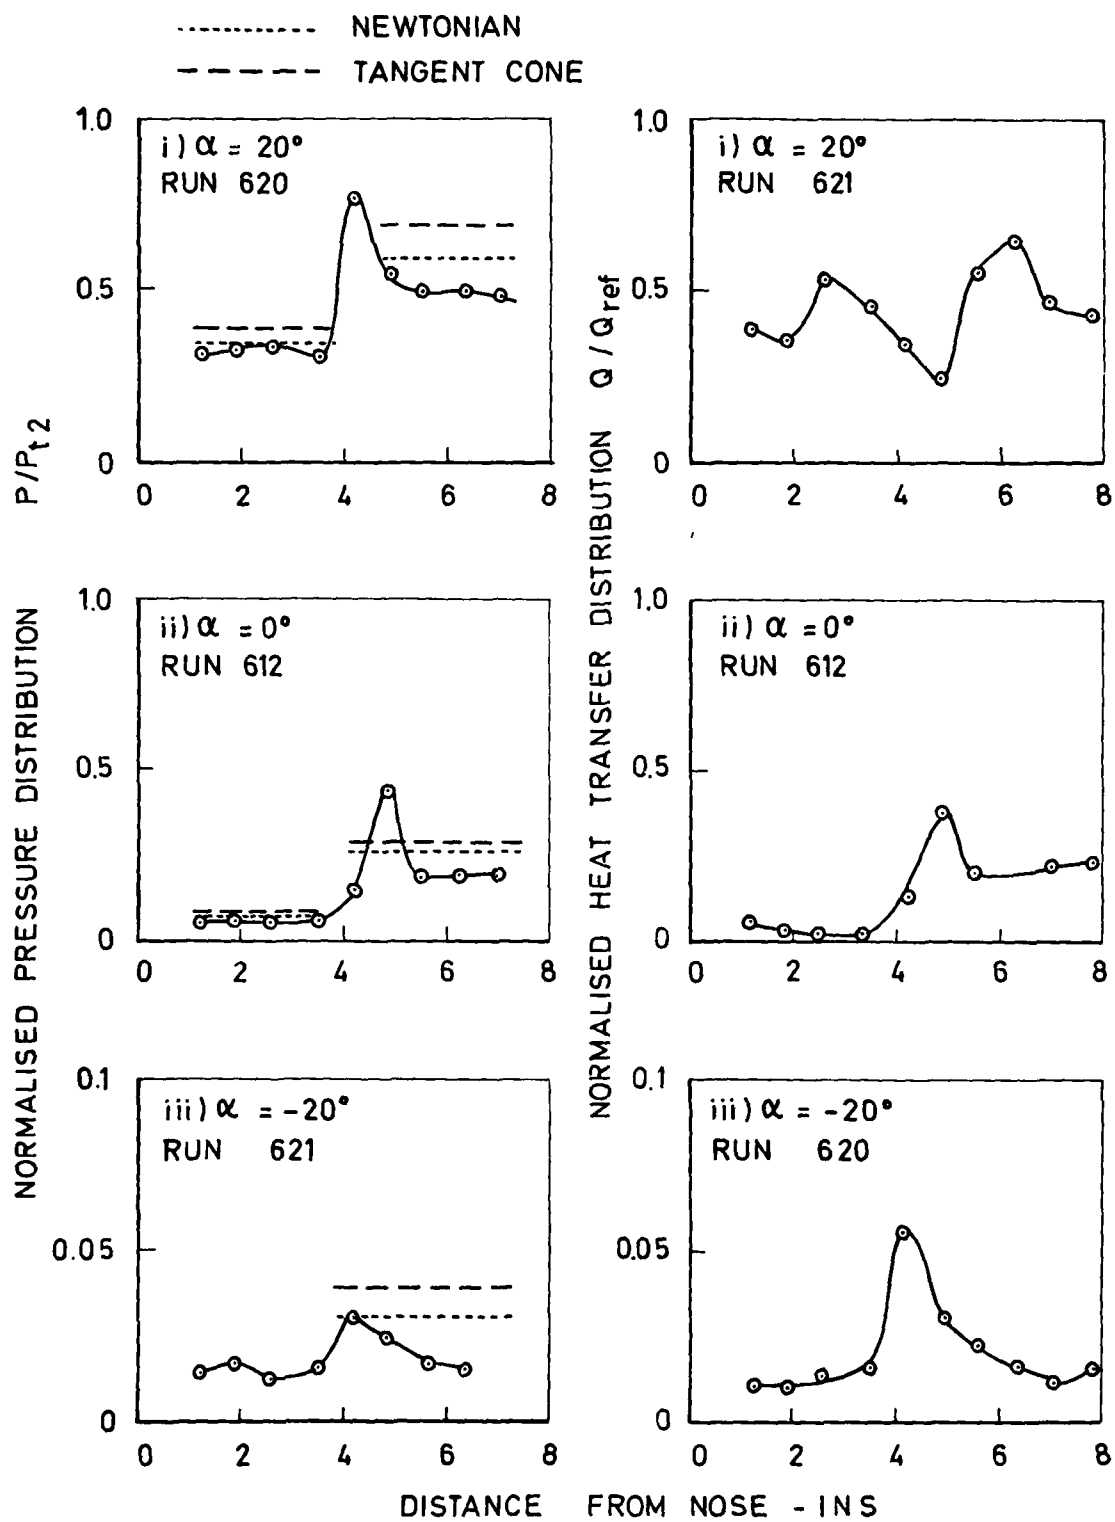 NEWTONIAN
TANGENT CONE
NORMALISED PRESSURE DISTRIBUTION P/Pt2
1.0
0.5
0
i) α = 20°
RUN 620
0 2 4 6 8
1.0
0.5
0
ii) α = 0°
RUN 612
0 2 4 6 8
0.1
0.05
0
iii) α = -20°
RUN 621
0 2 4 6 8
NORMALISED HEAT TRANSFER DISTRIBUTION Q/Qref
1.0
0.5
0
i) α = 20°
RUN 621
0 2 4 6 8
1.0
0.5
0
ii) α = 0°
RUN 612
0 2 4 6 8
0.1
0.05
0
iii) α = -20°
RUN 620
0 2 4 6 8
DISTANCE FROM NOSE - INS